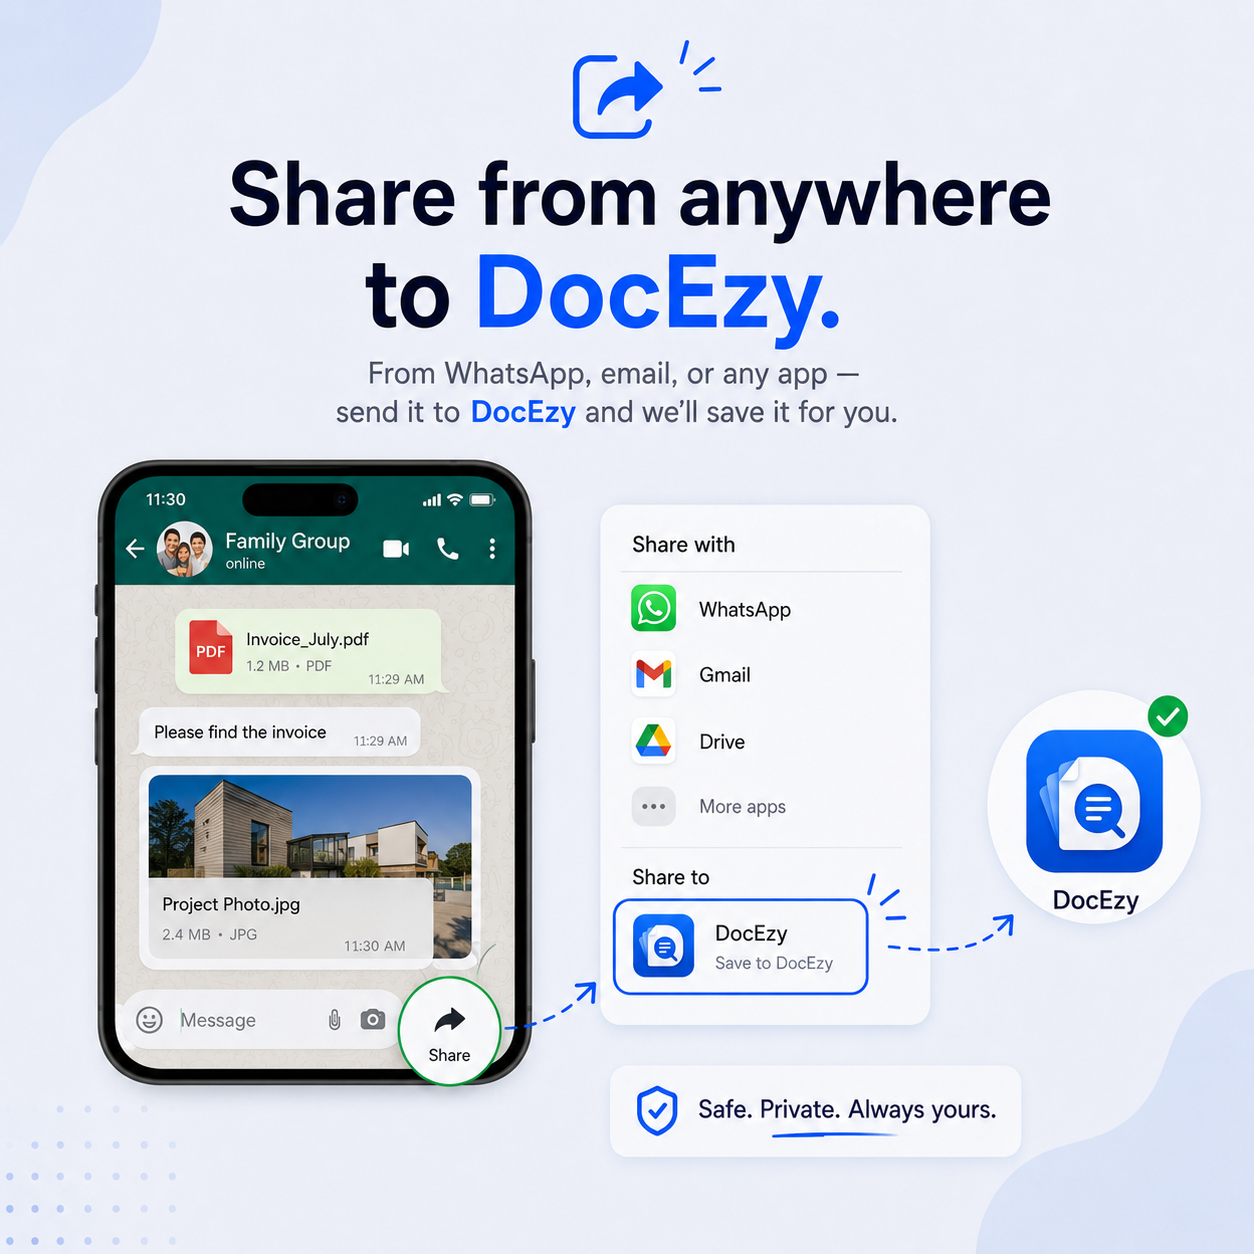 Share from anywhere
to DocEzy.
From WhatsApp, email, or any app —
send it to DocEzy and we'll save it for you.
11:30
Family Group
online
PDF
Invoice_July.pdf
1.2 MB • PDF
11:29 AM
Please find the invoice
11:29 AM
Project Photo.jpg
2.4 MB • JPG
11:30 AM
Message
Share
Share with
WhatsApp
Gmail
Drive
More apps
Share to
DocEzy
Save to DocEzy
DocEzy
Safe. Private. Always yours.